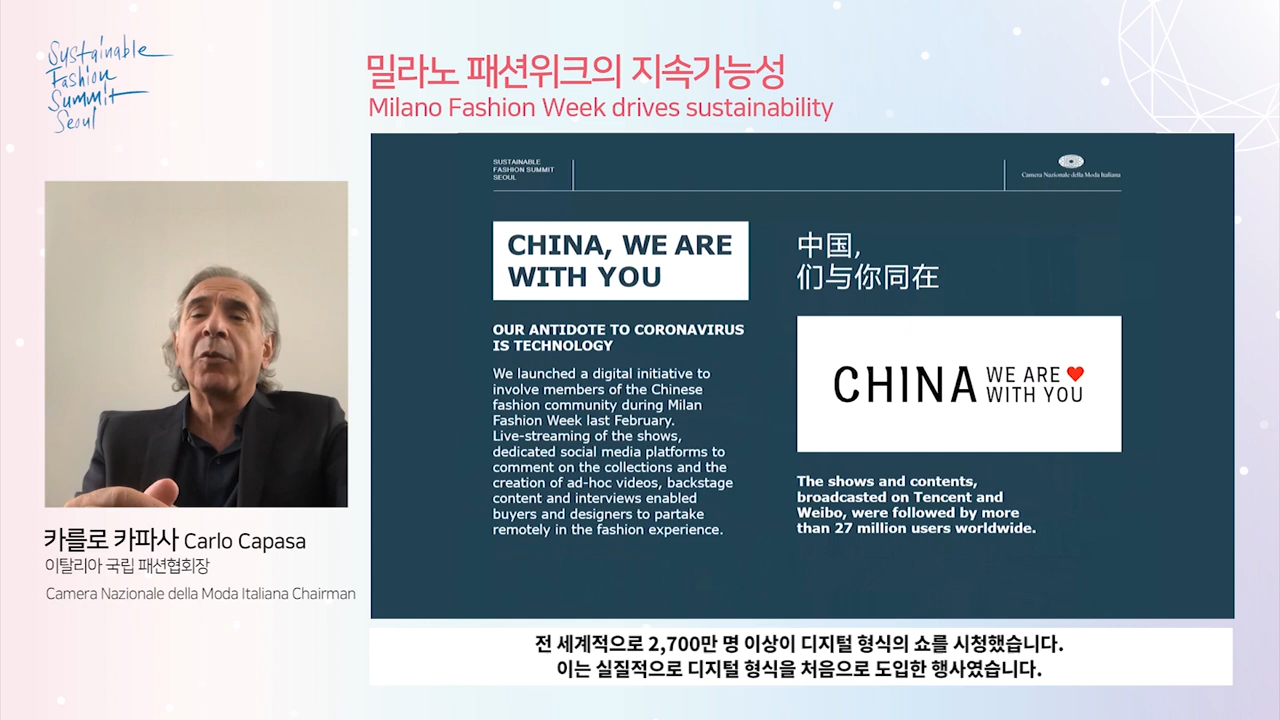 Sustainable
Fashion
Summit
Seoul
밀라노 패션위크의 지속가능성
Milano Fashion Week drives sustainability
SUSTAINABLE
FASHION SUMMIT
SEOUL
Camera Nazionale della Moda Italiana
CHINA, WE ARE
WITH YOU
OUR ANTIDOTE TO CORONAVIRUS
IS TECHNOLOGY
We launched a digital initiative to
involve members of the Chinese
fashion community during Milan
Fashion Week last February.
Live-streaming of the shows,
dedicated social media platforms to
comment on the collections and the
creation of ad-hoc videos, backstage
content and interviews enabled
buyers and designers to partake
remotely in the fashion experience.
中国,
们与你同在
CHINA WE ARE ❤
WITH YOU
The shows and contents,
broadcasted on Tencent and
Weibo, were followed by more
than 27 million users worldwide.
카를로 카파사 Carlo Capasa
이탈리아 국립 패션협회장
Camera Nazionale della Moda Italiana Chairman
전 세계적으로 2,700만 명 이상이 디지털 형식의 쇼를 시청했습니다.
이는 실질적으로 디지털 형식을 처음으로 도입한 행사였습니다.